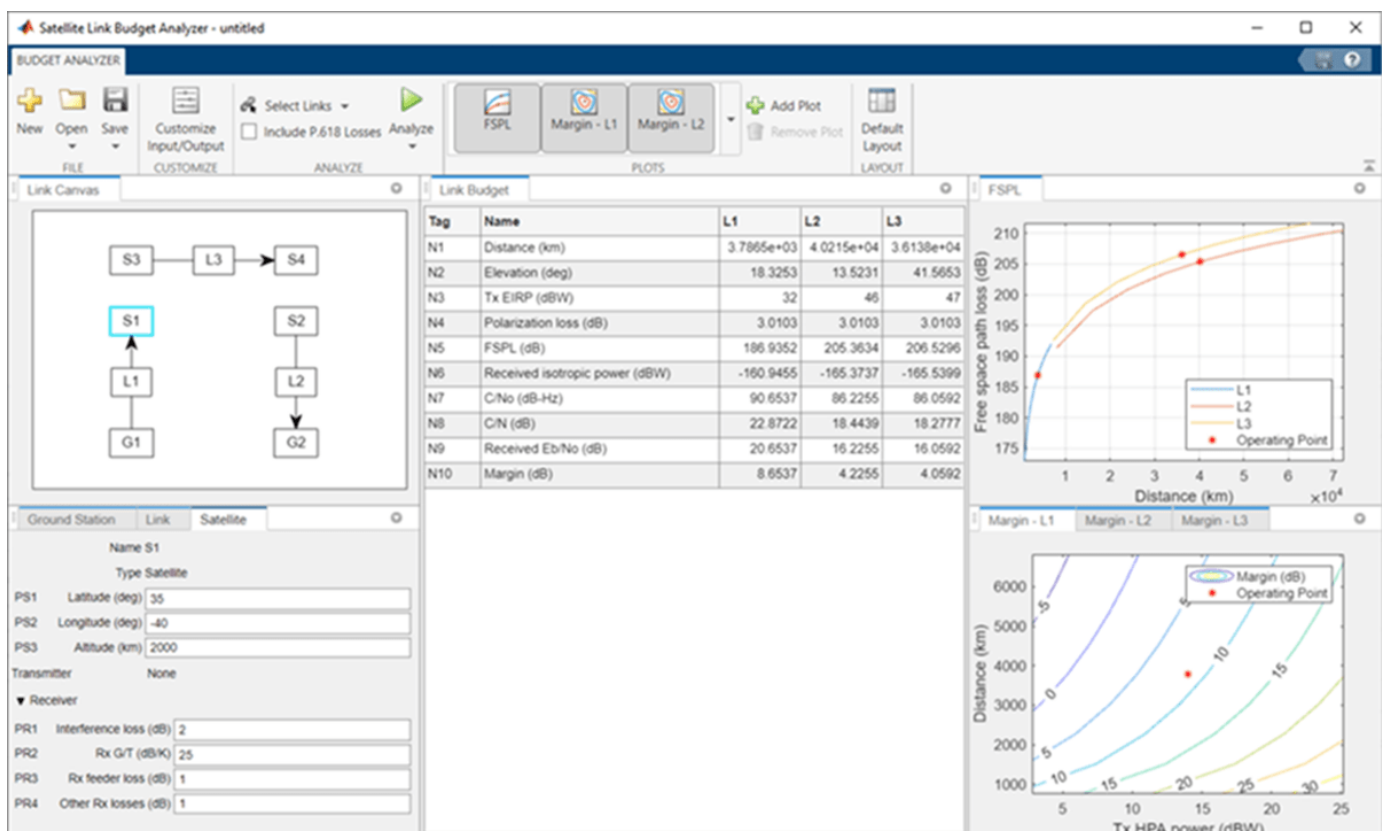 Satellite Link Budget Analyzer - untitled
BUDGET ANALYZER
?
New Open Save
FILE
Customize
Input/Output
CUSTOMIZE
Select Links
Include P.618 Losses
Analyze
ANALYZE
FSPL Margin - L1 Margin - L2
Add Plot
Remove Plot
PLOTS
Default
Layout
LAYOUT
Link Canvas
S3 L3 S4
S1 S2
L1 L2
G1 G2
Ground Station Link Satellite
Name S1
Type Satellite
PS1 Latitude (deg) 35
PS2 Longitude (deg) -40
PS3 Altitude (km) 2000
Transmitter None
Receiver
PR1 Interference loss (dB) 2
PR2 Rx G/T (dB/K) 25
PR3 Rx feeder loss (dB) 1
PR4 Other Rx losses (dB) 1
Link Budget
Tag Name L1 L2 L3
N1 Distance (km) 3.7865e+03 4.0215e+04 3.6138e+04
N2 Elevation (deg) 18.3253 13.5231 41.5653
N3 Tx EIRP (dBW) 32 46 47
N4 Polarization loss (dB) 3.0103 3.0103 3.0103
N5 FSPL (dB) 186.9352 205.3634 206.5296
N6 Received isotropic power (dBW) -160.9455 -165.3737 -165.5399
N7 C/No (dB-Hz) 90.6537 86.2255 86.0592
N8 C/N (dB) 22.8722 18.4439 18.2777
N9 Received Eb/No (dB) 20.6537 16.2255 16.0592
N10 Margin (dB) 8.6537 4.2255 4.0592
FSPL
Free space path loss (dB)
210
205
200
195
190
185
180
175
L1
L2
L3
Operating Point
1 2 3 4 5 6 7
Distance (km) ×10⁴
Margin - L1 Margin - L2 Margin - L3
Margin (dB)
Operating Point
Distance (km)
6000
5000
4000
3000
2000
1000
-5
5
10
15
0
5
10 15 20 25 30
5 10 15 20 25
Tx HPA power (dBW)